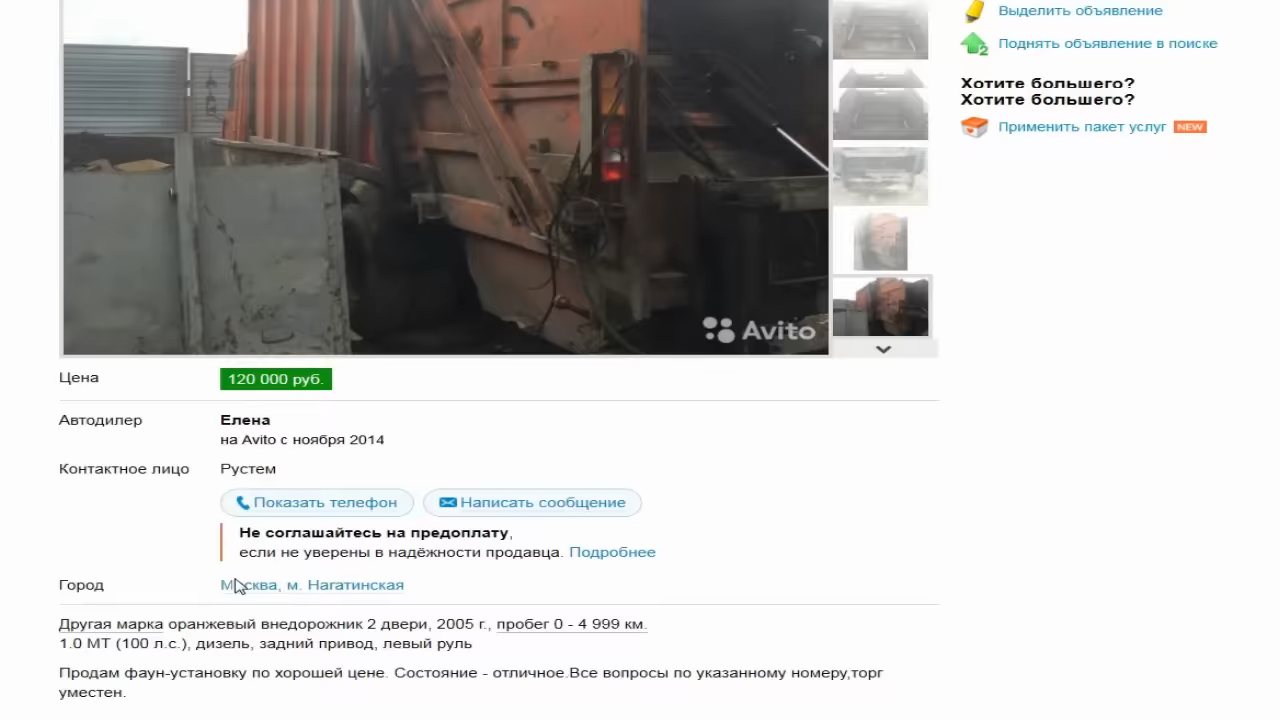 Выделить объявление
2
Поднять объявление в поиске
Хотите большего?
Хотите большего?
Применить пакет услуг NEW
Avito
Цена 120 000 руб.
Автодилер Елена
на Avito с ноября 2014
Контактное лицо Рустем
Показать телефон Написать сообщение
Не соглашайтесь на предоплату,
если не уверены в надёжности продавца. Подробнее
Город Москва, м. Нагатинская
Другая марка оранжевый внедорожник 2 двери, 2005 г., пробег 0 - 4 999 км.
1.0 МТ (100 л.с.), дизель, задний привод, левый руль
Продам фаун-установку по хорошей цене. Состояние - отличное.Все вопросы по указанному номеру,торг
уместен.